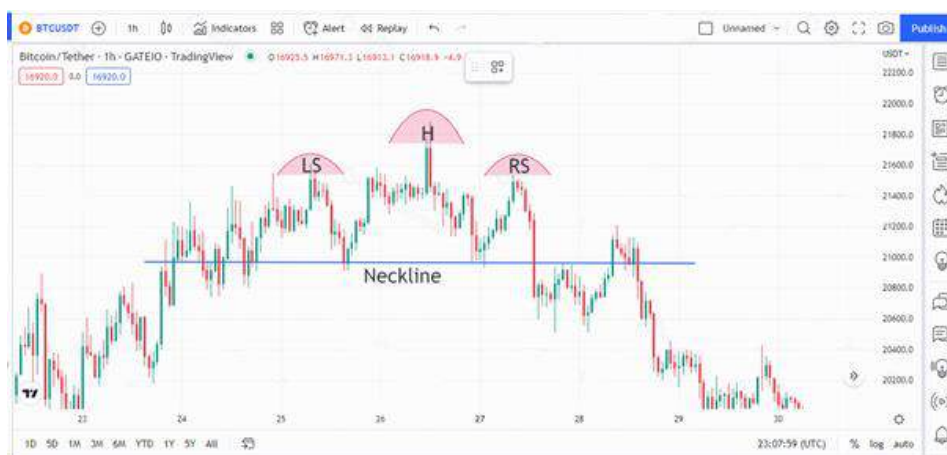 BTCUSDT 1h Indicators Alert Replay Unnamed Publish
Bitcoin/Tether · 1h · GATEIO · TradingView
16920.0 0.0 16920.0
USDT
22200.0
22000.0
21800.0
21600.0
21400.0
21200.0
21000.0
20800.0
20600.0
20400.0
20200.0
H
LS
RS
Neckline
23 24 25 26 27 28 29 30
1D 5D 1M 3M 6M YTD 1Y 5Y All 23:07:59 (UTC) % log auto